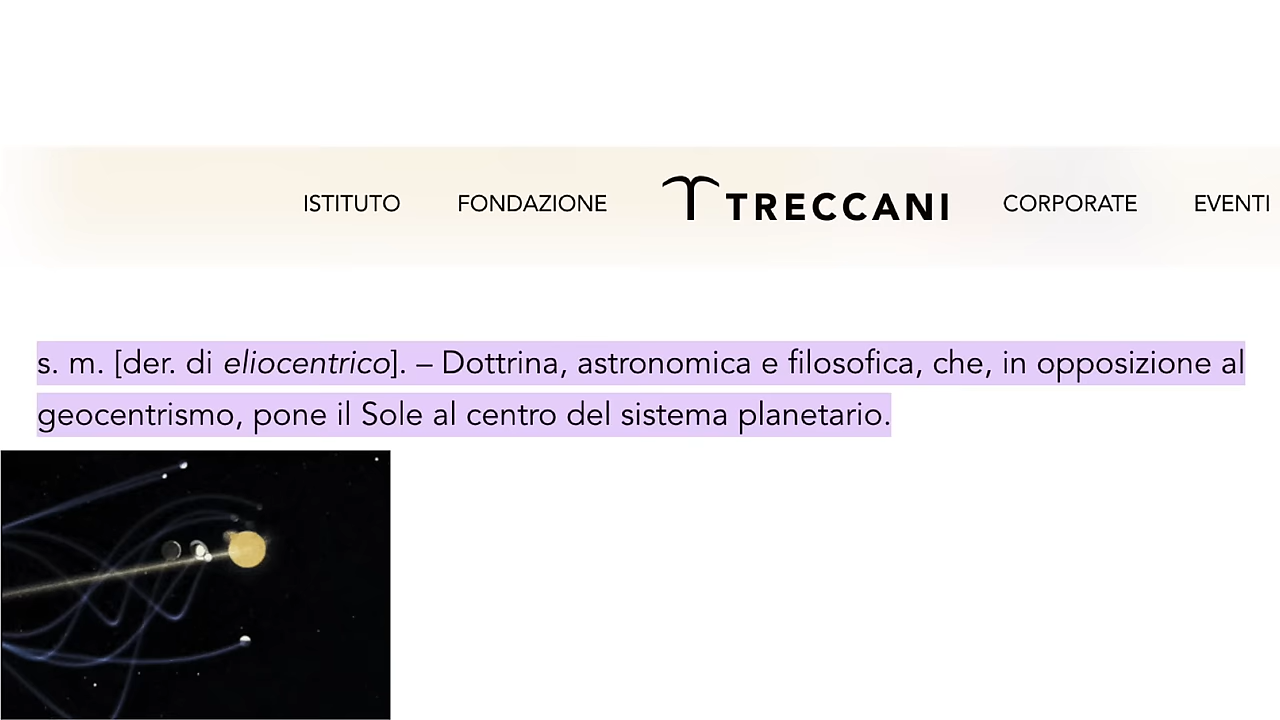 ISTITUTO FONDAZIONE TRECCANI CORPORATE EVENTI
s. m. [der. di eliocentrico]. – Dottrina, astronomica e filosofica, che, in opposizione al
geocentrismo, pone il Sole al centro del sistema planetario.